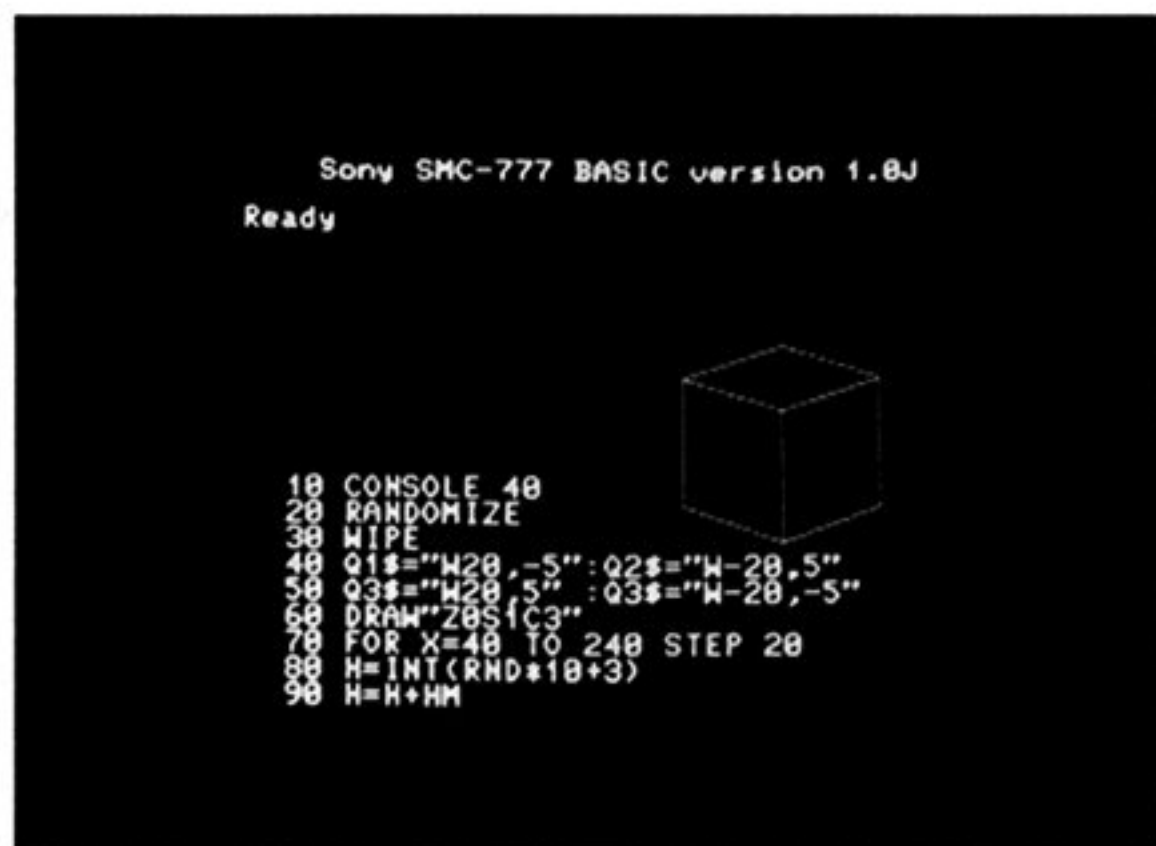 Sony SMC-777 BASIC version 1.0J
Ready
10 CONSOLE 40
20 RANDOMIZE
30 WIPE
40 Q1$="W20,-5":Q2$="W-20,5"
50 Q3$="W20,5" :Q3$="W-20,-5"
60 DRAW"Z0S1C3"
70 FOR X=40 TO 240 STEP 20
80 H=INT(RND*10+3)
90 H=H+HM